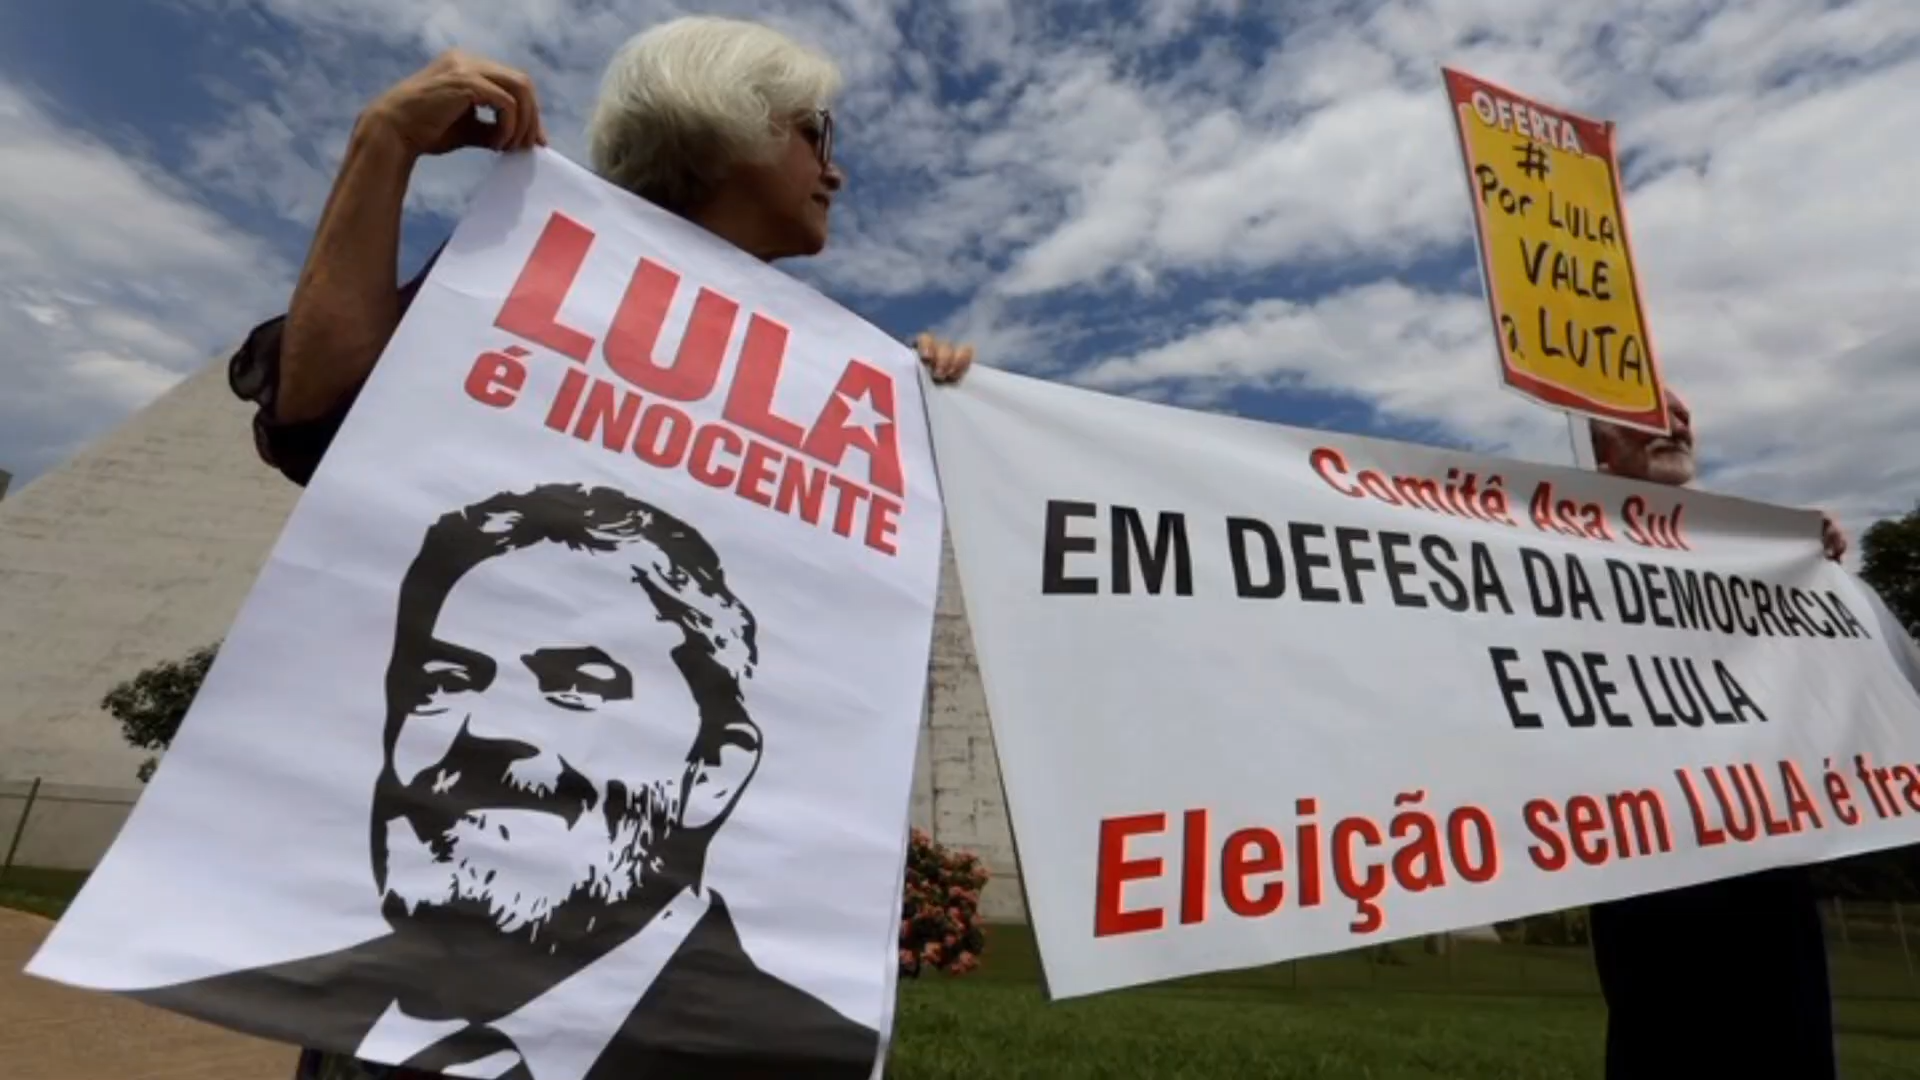 LULA
é INOCENTE
OFERTA
#
Por LULA
VALE
a LUTA
Comitê Asa Sul
EM DEFESA DA DEMOCRACIA
E DE LULA
Eleição sem LULA é